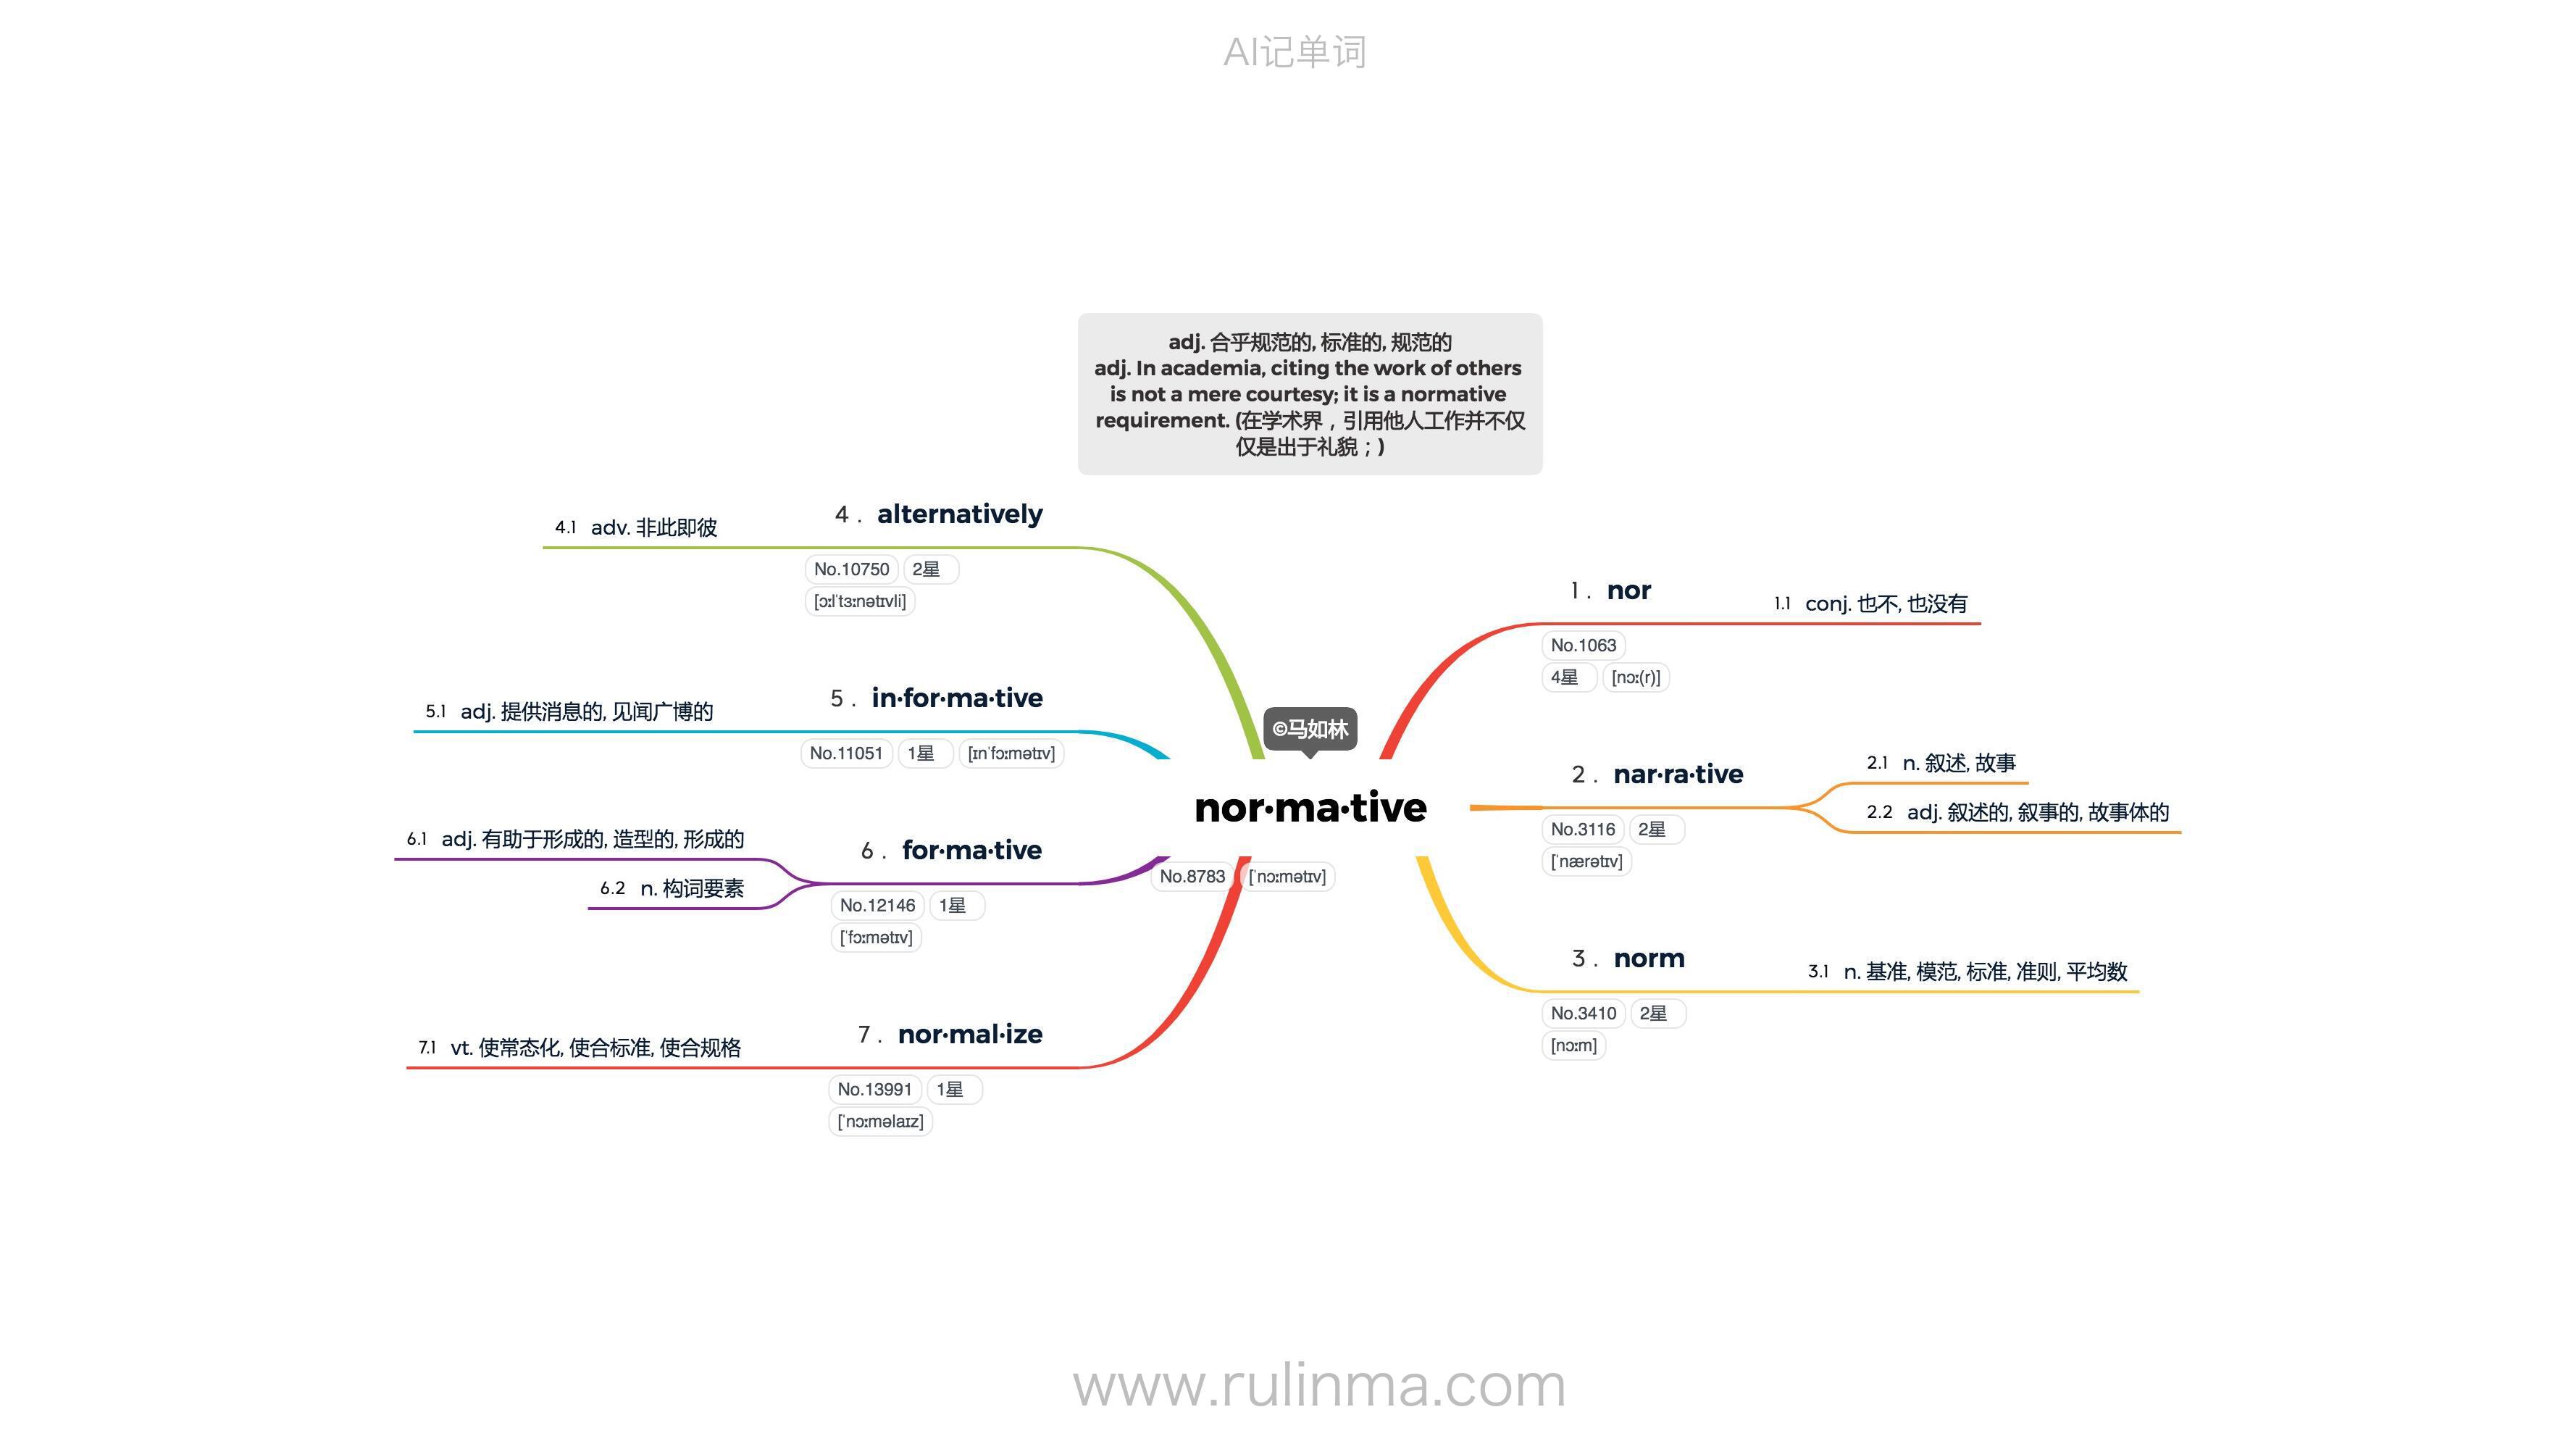 AI记单词
adj. 合乎规范的, 标准的, 规范的
adj. In academia, citing the work of others
is not a mere courtesy; it is a normative
requirement. (在学术界，引用他人工作并不仅
仅是出于礼貌；)
©马如林
nor·ma·tive
No.8783 [ˈnɔːmətɪv]
1. nor
1.1 conj. 也不, 也没有
No.1063
4星 [nɔː(r)]
2. nar·ra·tive
2.1 n. 叙述, 故事
2.2 adj. 叙述的, 叙事的, 故事体的
No.3116 2星
[ˈnærətɪv]
3. norm
3.1 n. 基准, 模范, 标准, 准则, 平均数
No.3410 2星
[nɔːm]
4. alternatively
4.1 adv. 非此即彼
No.10750 2星
[ɔːlˈtɜːnətɪvli]
5. in·for·ma·tive
5.1 adj. 提供消息的, 见闻广博的
No.11051 1星 [ɪnˈfɔːmətɪv]
6. for·ma·tive
6.1 adj. 有助于形成的, 造型的, 形成的
6.2 n. 构词要素
No.12146 1星
[ˈfɔːmətɪv]
7. nor·mal·ize
7.1 vt. 使常态化, 使合标准, 使合规格
No.13991 1星
[ˈnɔːməlaɪz]
www.rulinma.com